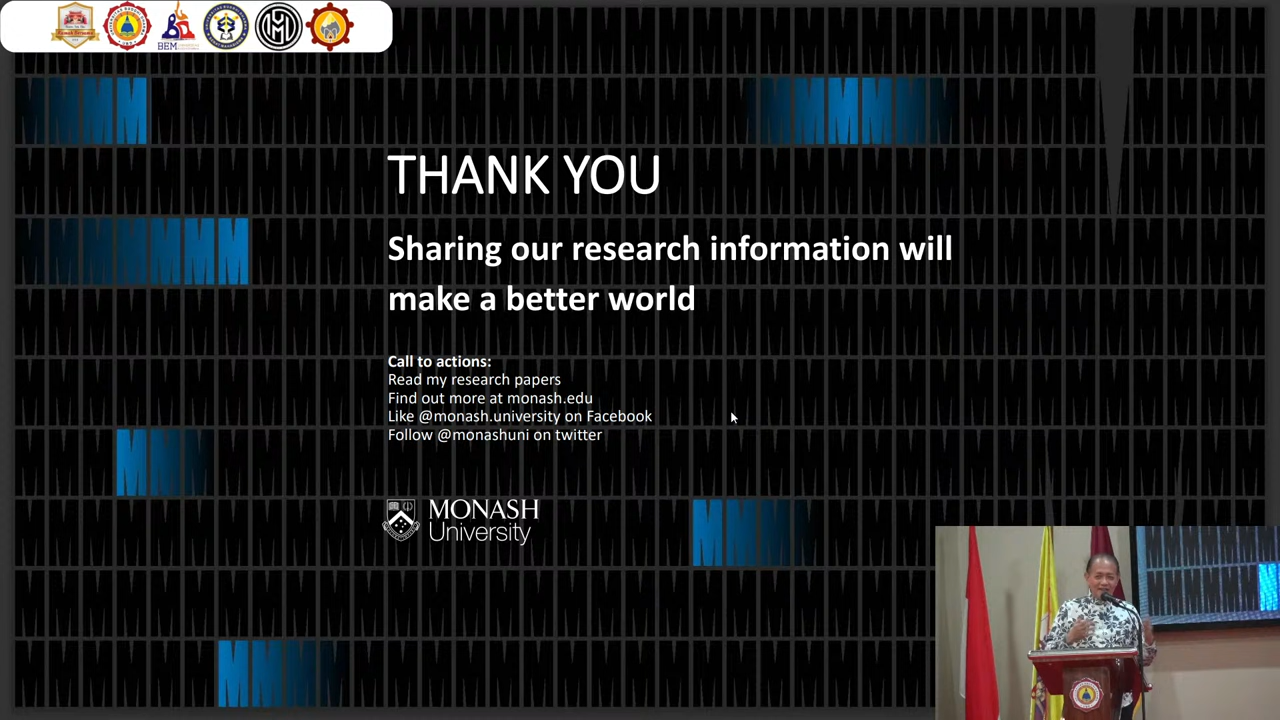 BEM
THANK YOU
Sharing our research information will
make a better world
Call to actions:
Read my research papers
Find out more at monash.edu
Like @monash.university on Facebook
Follow @monashuni on twitter
MONASH
University